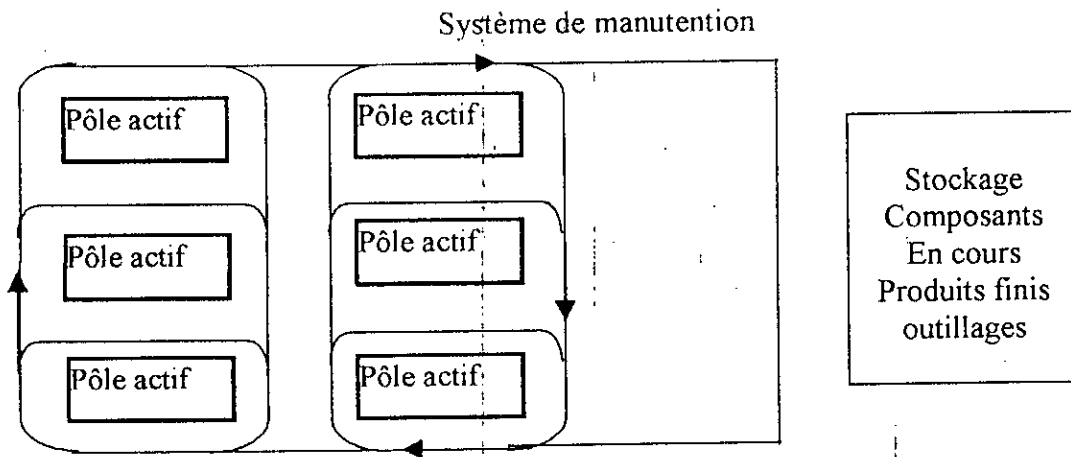 Système de manutention
Pôle actif
Pôle actif
Pôle actif
Pôle actif
Pôle actif
Pôle actif
Stockage
Composants
En cours
Produits finis
outillages